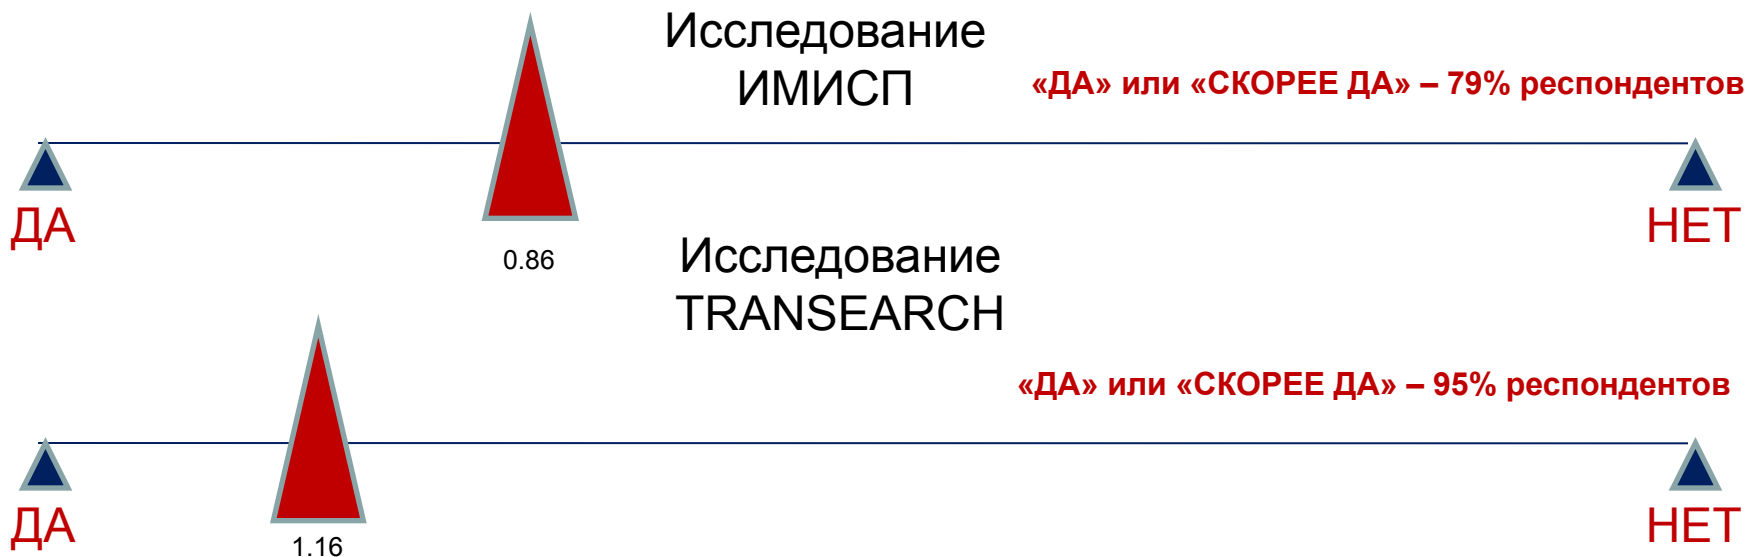 Исследование
ИМИСП
«ДА» или «СКОРЕЕ ДА» – 79% респондентов
ДА
НЕТ
0.86
Исследование
TRANSEARCH
«ДА» или «СКОРЕЕ ДА» – 95% респондентов
ДА
НЕТ
1.16